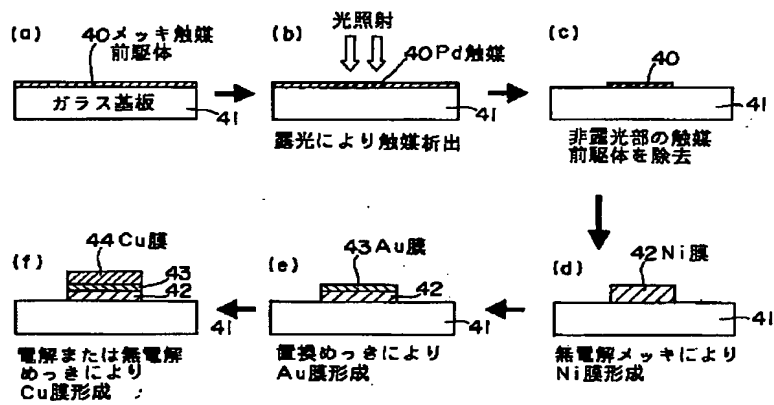 (a)
40メッキ触媒
前駆体
ガラス基板
41
(b)
光照射
40Pd触媒
41
露光により触媒析出
(c)
40
41
非露光部の触媒
前駆体を除去
(d)
42Ni膜
41
無電解メッキにより
Ni膜形成
(e)
43Au膜
42
41
置換めっきにより
Au膜形成
(f)
44Cu膜
43
42
41
電解または無電解
めっきにより
Cu膜形成